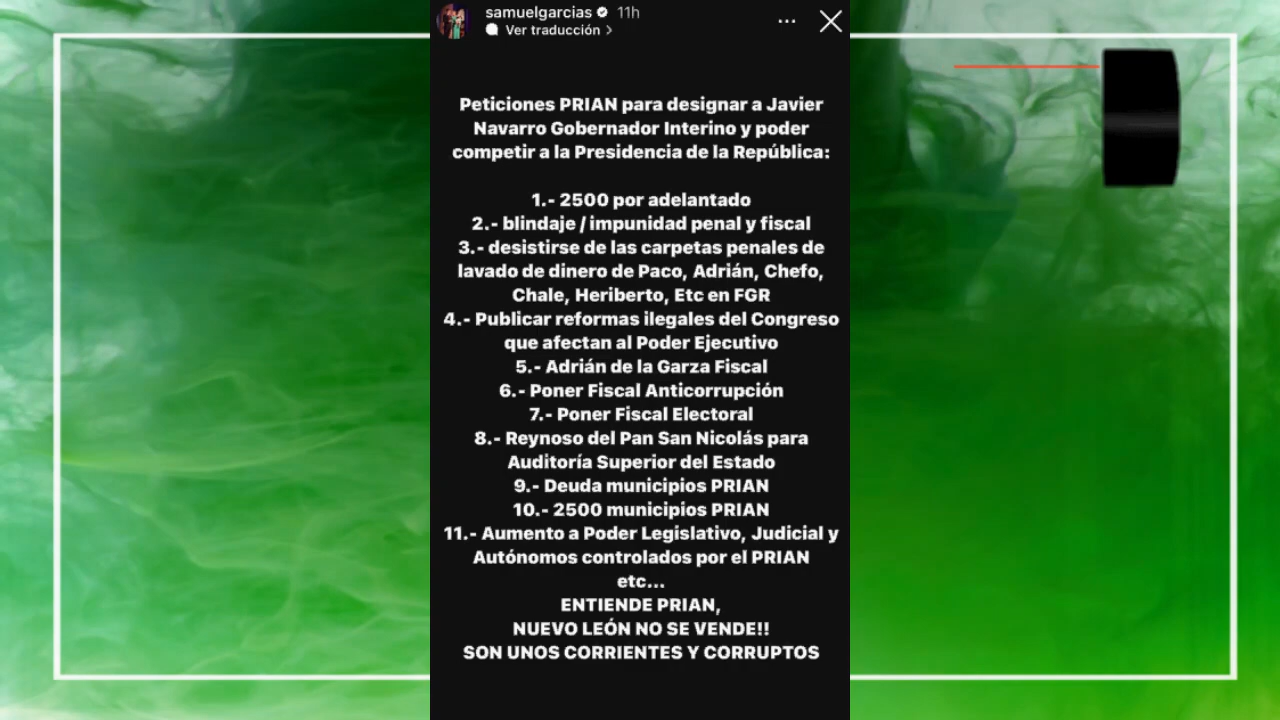 samuelgarcias 11h
Ver traducción >
Peticiones PRIAN para designar a Javier
Navarro Gobernador Interino y poder
competir a la Presidencia de la República:
1.- 2500 por adelantado
2.- blindaje / impunidad penal y fiscal
3.- desistirse de las carpetas penales de
lavado de dinero de Paco, Adrián, Chefo,
Chale, Heriberto, Etc en FGR
4.- Publicar reformas ilegales del Congreso
que afectan al Poder Ejecutivo
5.- Adrián de la Garza Fiscal
6.- Poner Fiscal Anticorrupción
7.- Poner Fiscal Electoral
8.- Reynoso del Pan San Nicolás para
Auditoría Superior del Estado
9.- Deuda municipios PRIAN
10.- 2500 municipios PRIAN
11.- Aumento a Poder Legislativo, Judicial y
Autónomos controlados por el PRIAN
etc...
ENTIENDE PRIAN,
NUEVO LEÓN NO SE VENDE!!
SON UNOS CORRIENTES Y CORRUPTOS